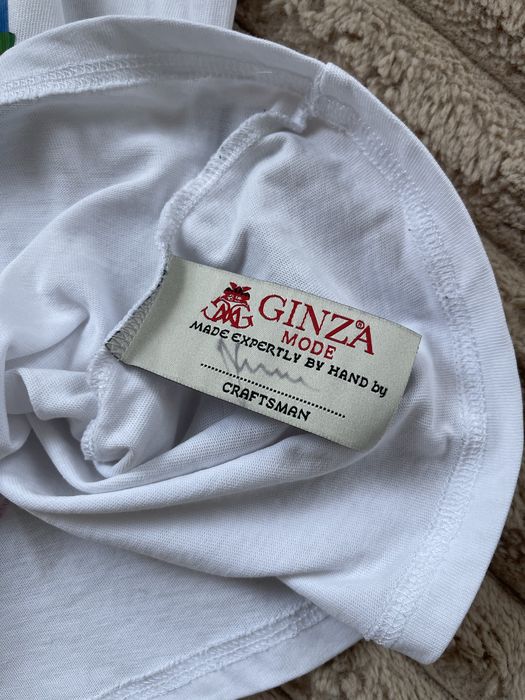 GINZA®
MODE
MADE EXPERTLY BY HAND by
CRAFTSMAN